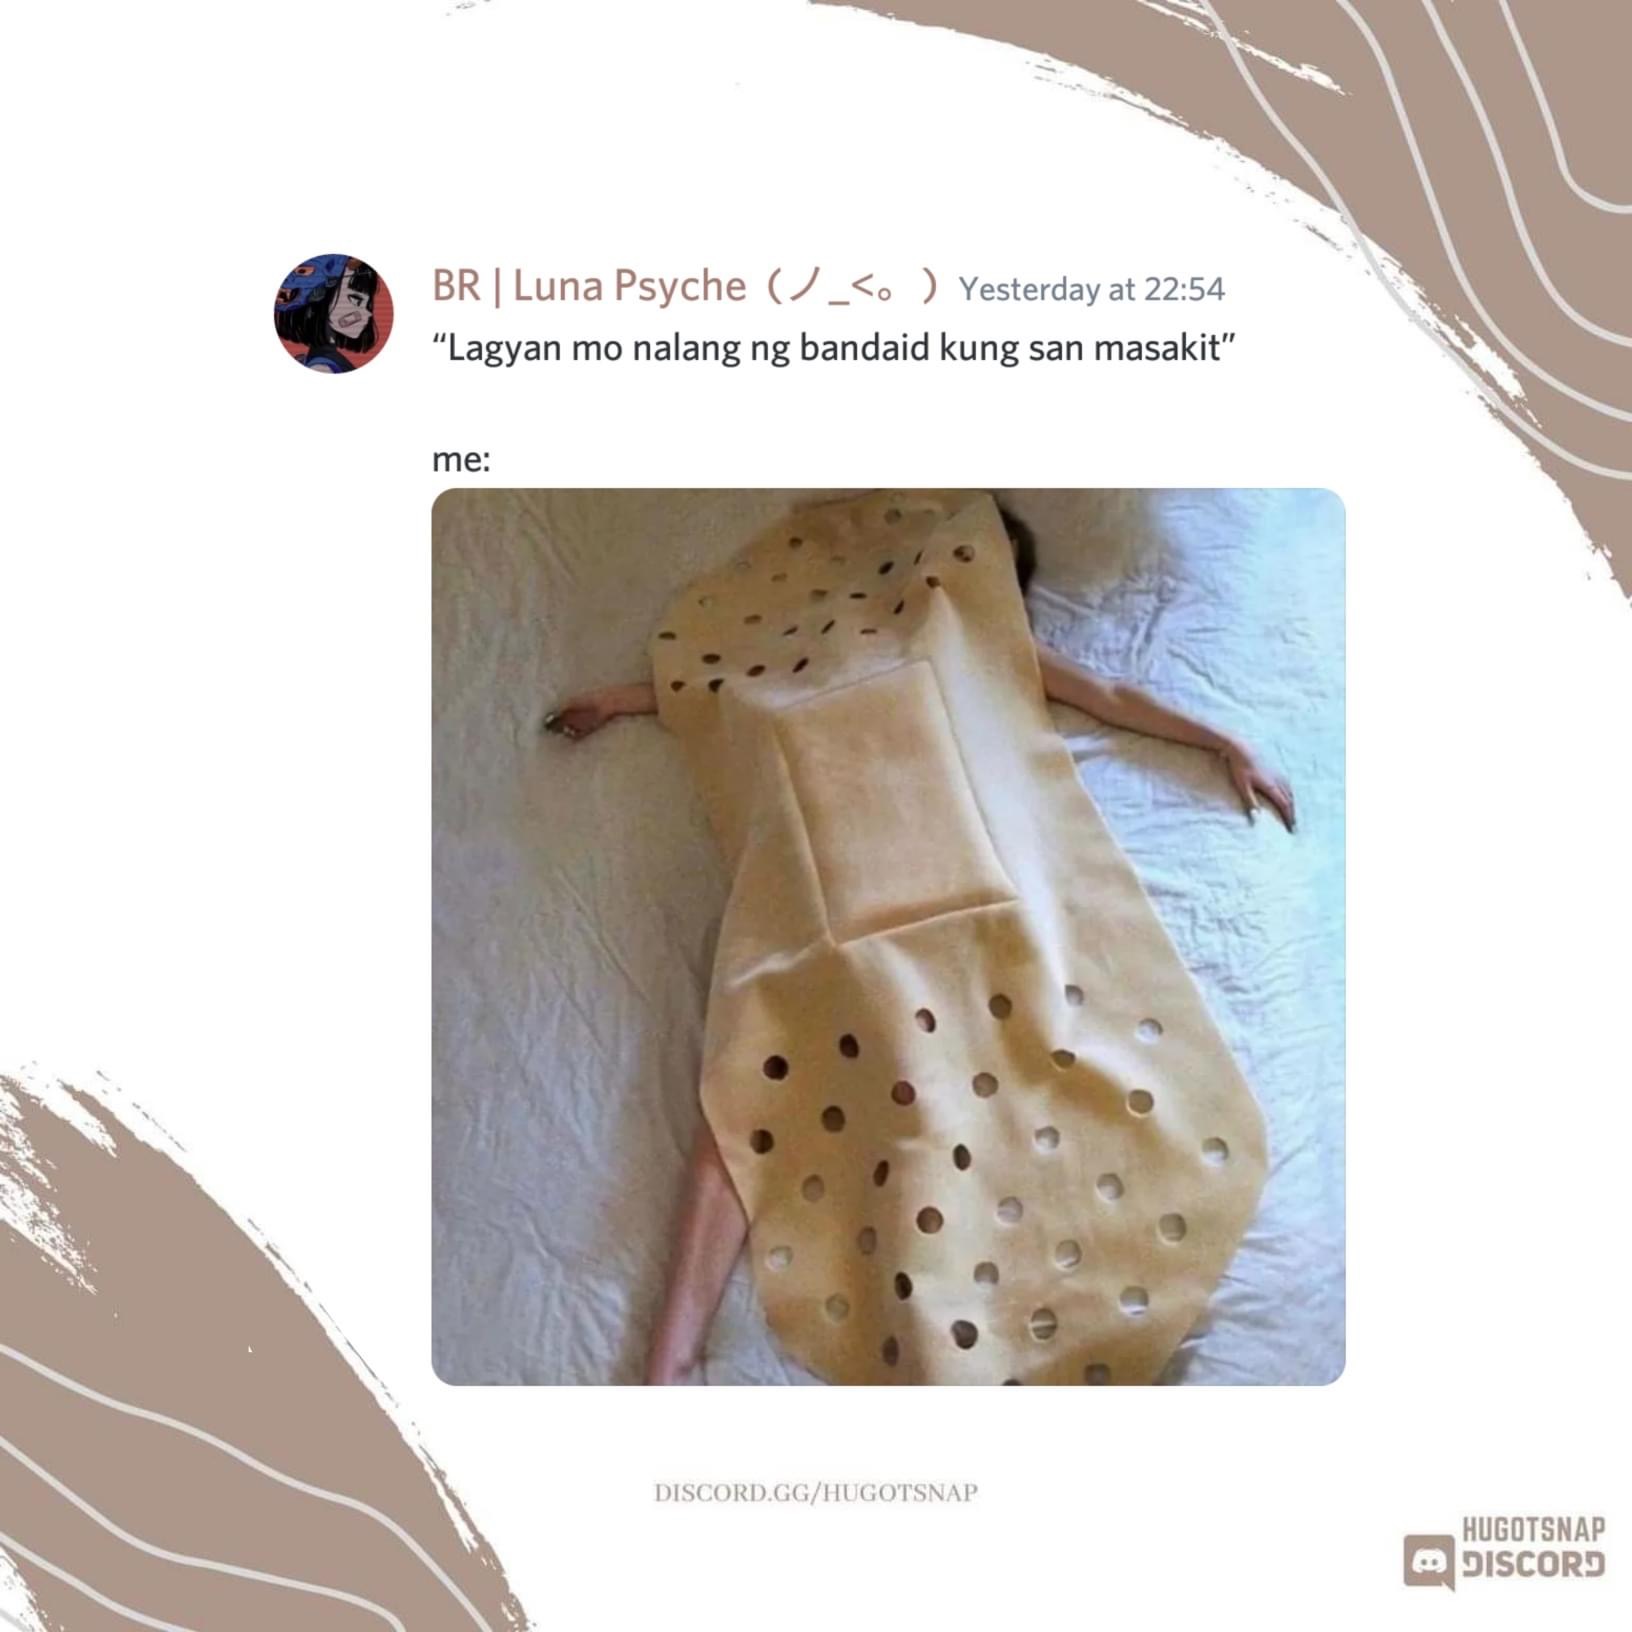 BR | Luna Psyche（ノ_<。）Yesterday at 22:54
“Lagyan mo nalang ng bandaid kung san masakit”
me:
DISCORD.GG/HUGOTSNAP
HUGOTSNAP
DISCORD